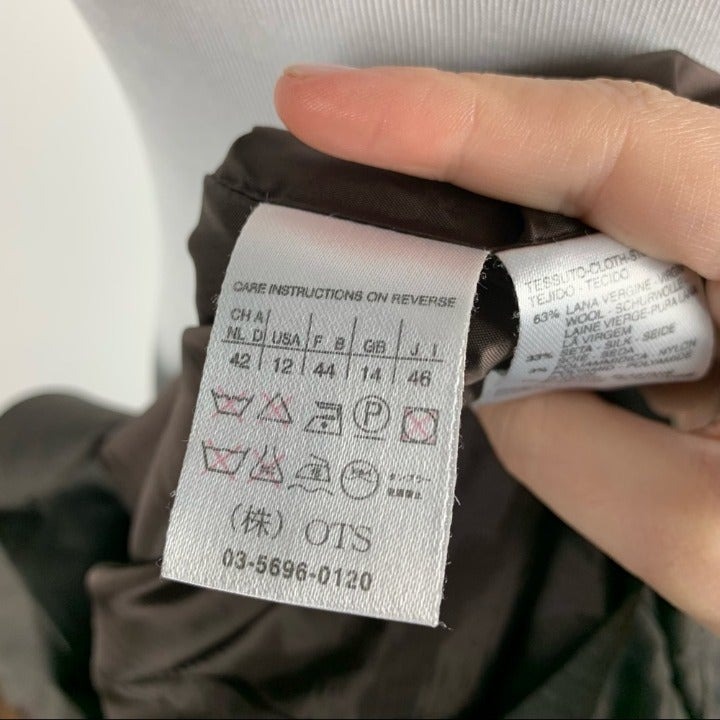 CARE INSTRUCTIONS ON REVERSE
CH A
NL D USA F B GB J I
42 12 44 14 46
P
(株) OTS
03-5696-0120
TESSUTO-CLOTH-
TEJIDO - TECIDO
63% LANA VERGINE
WOOL - SCHURWOLLE
LAINE VIERGE-PURA LANA
LA VIRGEM
33% SETA - SILK - SEIDE
SOIE - SEDA
NYLON